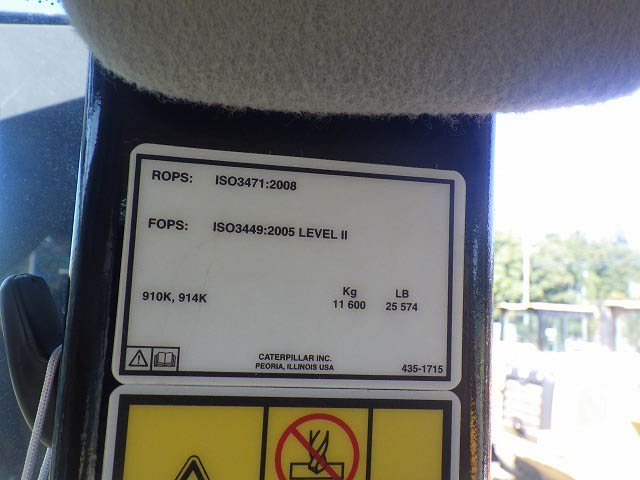 ROPS: ISO3471:2008
FOPS: ISO3449:2005 LEVEL II
Kg LB
910K, 914K 11 600 25 574
CATERPILLAR INC.
PEORIA, ILLINOIS USA 435-1715